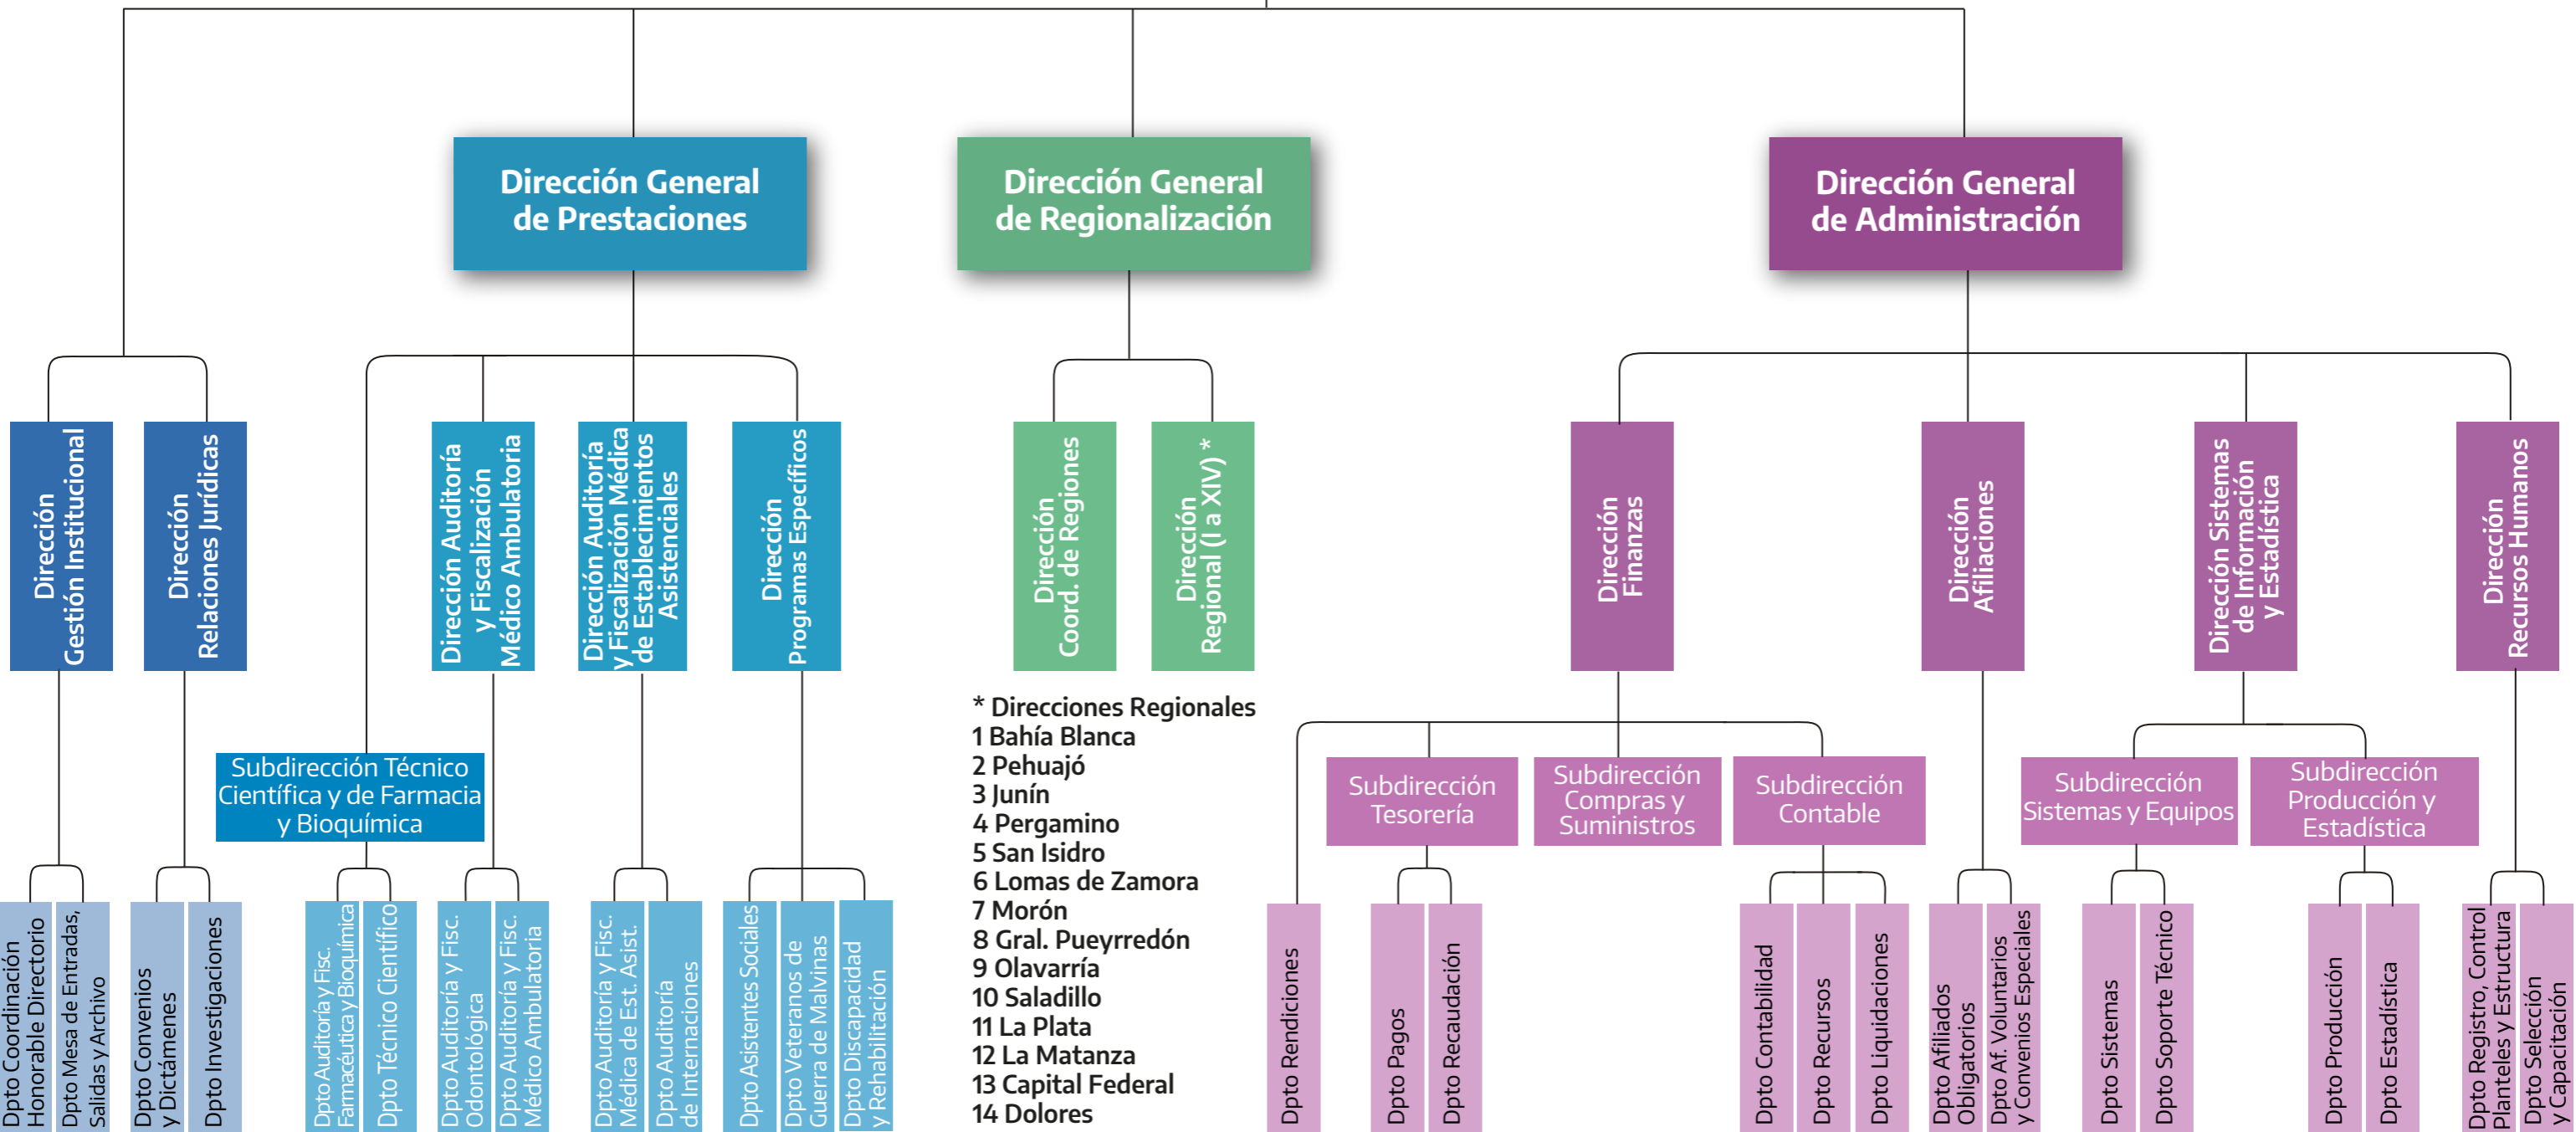 Dirección General
de Prestaciones
Dirección General
de Regionalización
Dirección General
de Administración
Dirección
Gestión Institucional
Dirección
Relaciones Jurídicas
Dirección Auditoría
y Fiscalización
Médico Ambulatoria
Dirección Auditoría
y Fiscalización Médica
de Establecimientos
Asistenciales
Dirección
Programas Específicos
Dirección
Coord. de Regiones
Dirección
Regional (I a XIV) *
Dirección
Finanzas
Dirección
Afiliaciones
Dirección Sistemas
de Información
y Estadística
Dirección
Recursos Humanos
Subdirección Técnico
Científica y de Farmacia
y Bioquímica
* Direcciones Regionales
1 Bahía Blanca
2 Pehuajó
3 Junín
4 Pergamino
5 San Isidro
6 Lomas de Zamora
7 Morón
8 Gral. Pueyrredón
9 Olavarría
10 Saladillo
11 La Plata
12 La Matanza
13 Capital Federal
14 Dolores
Subdirección
Tesorería
Subdirección
Compras y
Suministros
Subdirección
Contable
Subdirección
Sistemas y Equipos
Subdirección
Producción y
Estadística
Dpto Coordinación
Honorable Directorio
Dpto Mesa de Entradas,
Salidas y Archivo
Dpto Convenios
y Dictámenes
Dpto Investigaciones
Dpto Auditoría y Fisc.
Farmacéutica y Bioquímica
Dpto Técnico Científico
Dpto Auditoría y Fisc.
Odontológica
Dpto Auditoría y Fisc.
Médico Ambulatoria
Dpto Auditoría y Fisc.
Médica de Est. Asist.
Dpto Auditoría
de Internaciones
Dpto Asistentes Sociales
Dpto Veteranos de
Guerra de Malvinas
Dpto Discapacidad
y Rehabilitación
Dpto Rendiciones
Dpto Pagos
Dpto Recaudación
Dpto Contabilidad
Dpto Recursos
Dpto Liquidaciones
Dpto Afiliados
Obligatorios
Dpto Af. Voluntarios
y Convenios Especiales
Dpto Sistemas
Dpto Soporte Técnico
Dpto Producción
Dpto Estadística
Dpto Registro, Control
Planteles y Estructura
Dpto Selección
y Capacitación